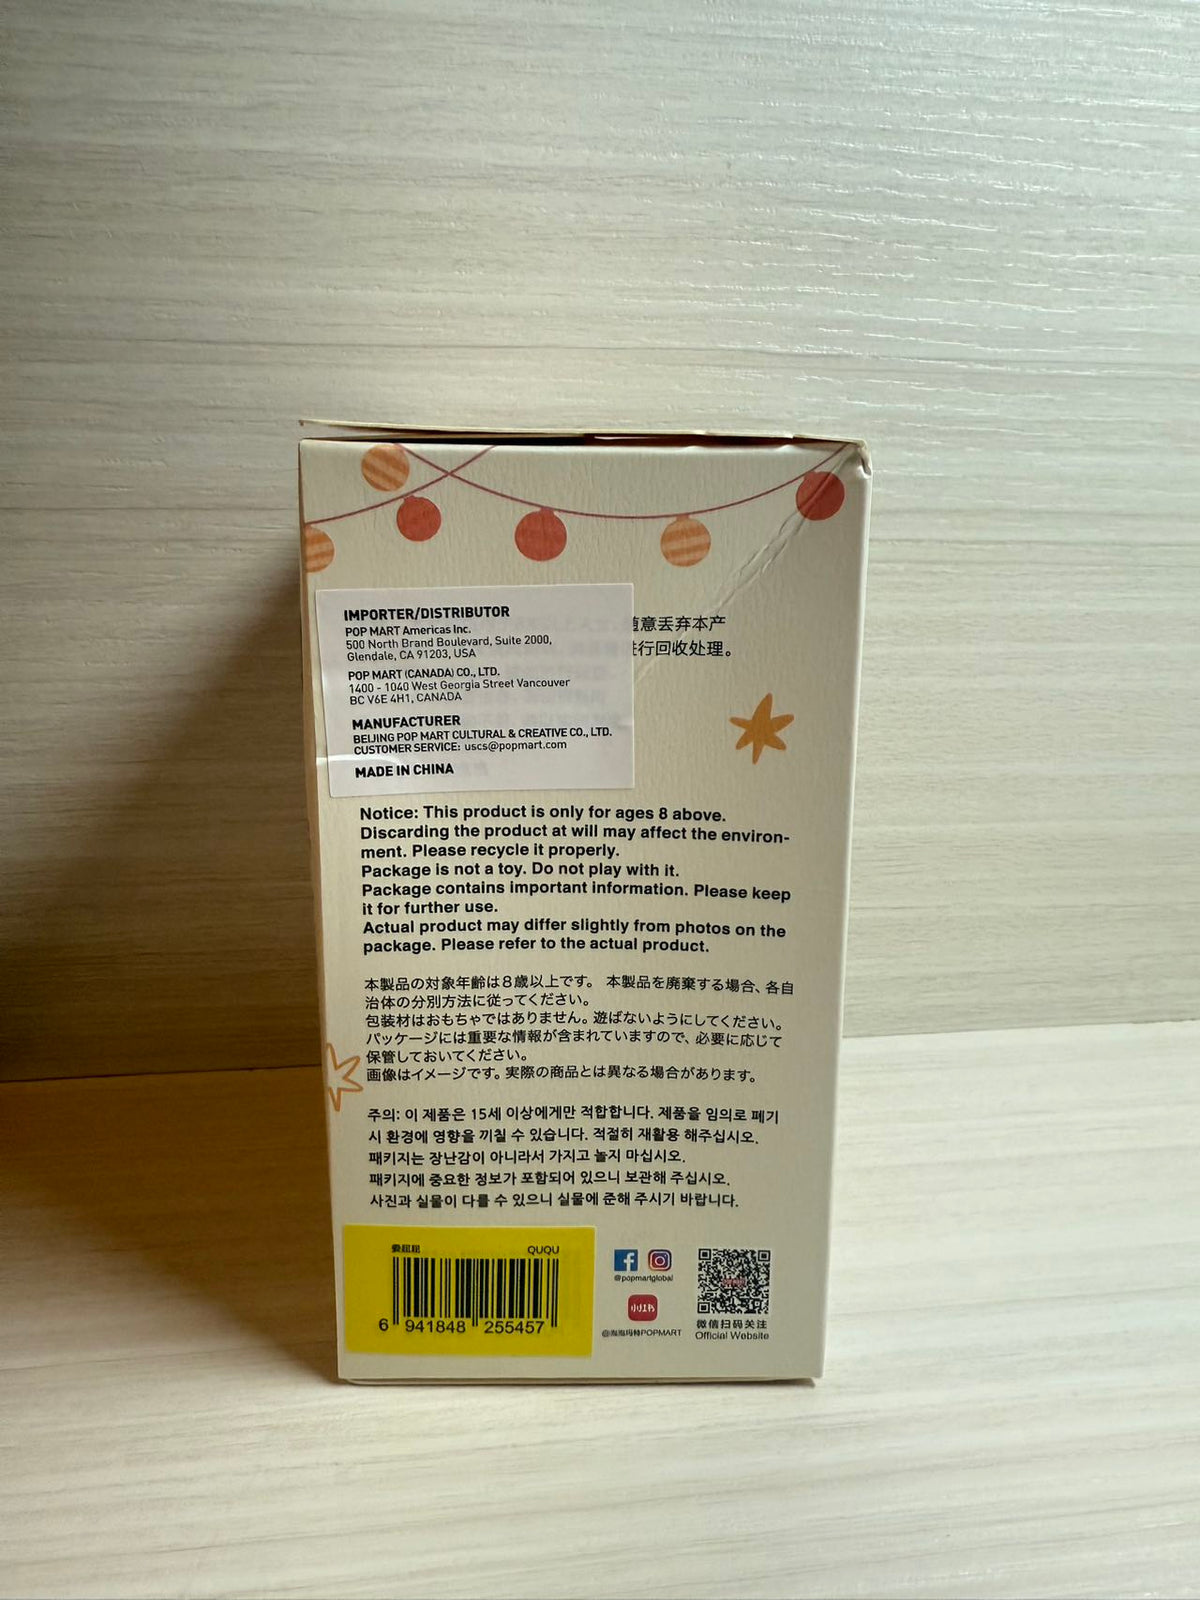 IMPORTER/DISTRIBUTOR
POP MART Americas Inc.
500 North Brand Boulevard, Suite 2000,
Glendale, CA 91203, USA
POP MART (CANADA) CO., LTD.
1400 - 1040 West Georgia Street Vancouver
BC V6E 4H1, CANADA
MANUFACTURER
BEIJING POP MART CULTURAL & CREATIVE CO., LTD.
CUSTOMER SERVICE: uscs@popmart.com
MADE IN CHINA
随意丢弃本产
进行回收处理。
Notice: This product is only for ages 8 above.
Discarding the product at will may affect the environ-
ment. Please recycle it properly.
Package is not a toy. Do not play with it.
Package contains important information. Please keep
it for further use.
Actual product may differ slightly from photos on the
package. Please refer to the actual product.
本製品の対象年齢は8歳以上です。 本製品を廃棄する場合、各自
治体の分別方法に従ってください。
包装材はおもちゃではありません。遊ばないようにしてください。
パッケージには重要な情報が含まれていますので、必要に応じて
保管しておいてください。
画像はイメージです。実際の商品とは異なる場合があります。
주의: 이 제품은 15세 이상에게만 적합합니다. 제품을 임의로 폐기
시 환경에 영향을 끼칠 수 있습니다. 적절히 재활용 해주십시오.
패키지는 장난감이 아니라서 가지고 놀지 마십시오.
패키지에 중요한 정보가 포함되어 있으니 보관해 주십시오.
사진과 실물이 다를 수 있으니 실물에 준해 주시기 바랍니다.
QUQU
6 941848 255457
@popmartglobal
小红书
@泡泡玛特POPMART
微信扫码关注
Official Website